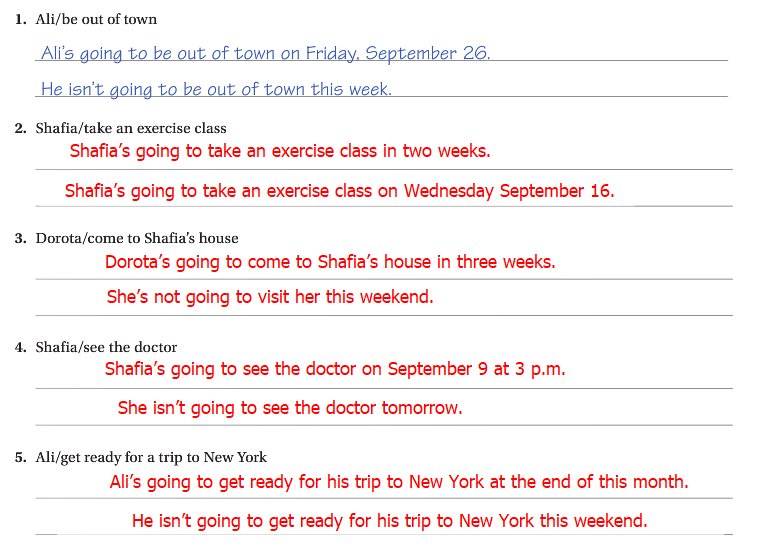 1. Ali/be out of town
Ali's going to be out of town on Friday, September 26.
He isn't going to be out of town this week.
2. Shafia/take an exercise class
Shafia's going to take an exercise class in two weeks.
Shafia's going to take an exercise class on Wednesday September 16.
3. Dorota/come to Shafia's house
Dorota's going to come to Shafia's house in three weeks.
She's not going to visit her this weekend.
4. Shafia/see the doctor
Shafia's going to see the doctor on September 9 at 3 p.m.
She isn't going to see the doctor tomorrow.
5. Ali/get ready for a trip to New York
Ali's going to get ready for his trip to New York at the end of this month.
He isn't going to get ready for his trip to New York this weekend.